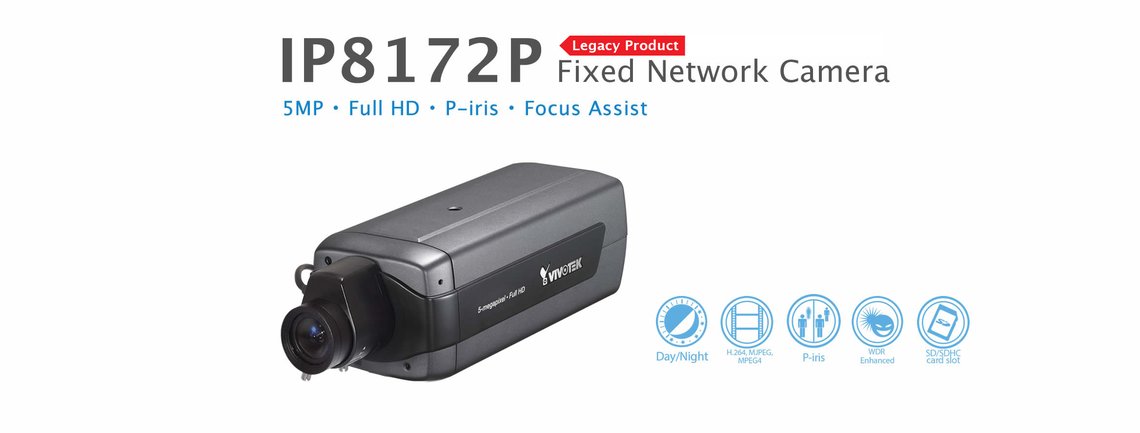 IP8172P
Legacy Product
Fixed Network Camera
5MP • Full HD • P-iris • Focus Assist
VIVOTEK
5-megapixel • Full HD
Day/Night
H.264, MJPEG,
MPEG4
P-iris
WDR
Enhanced
SD/SDHC
card slot